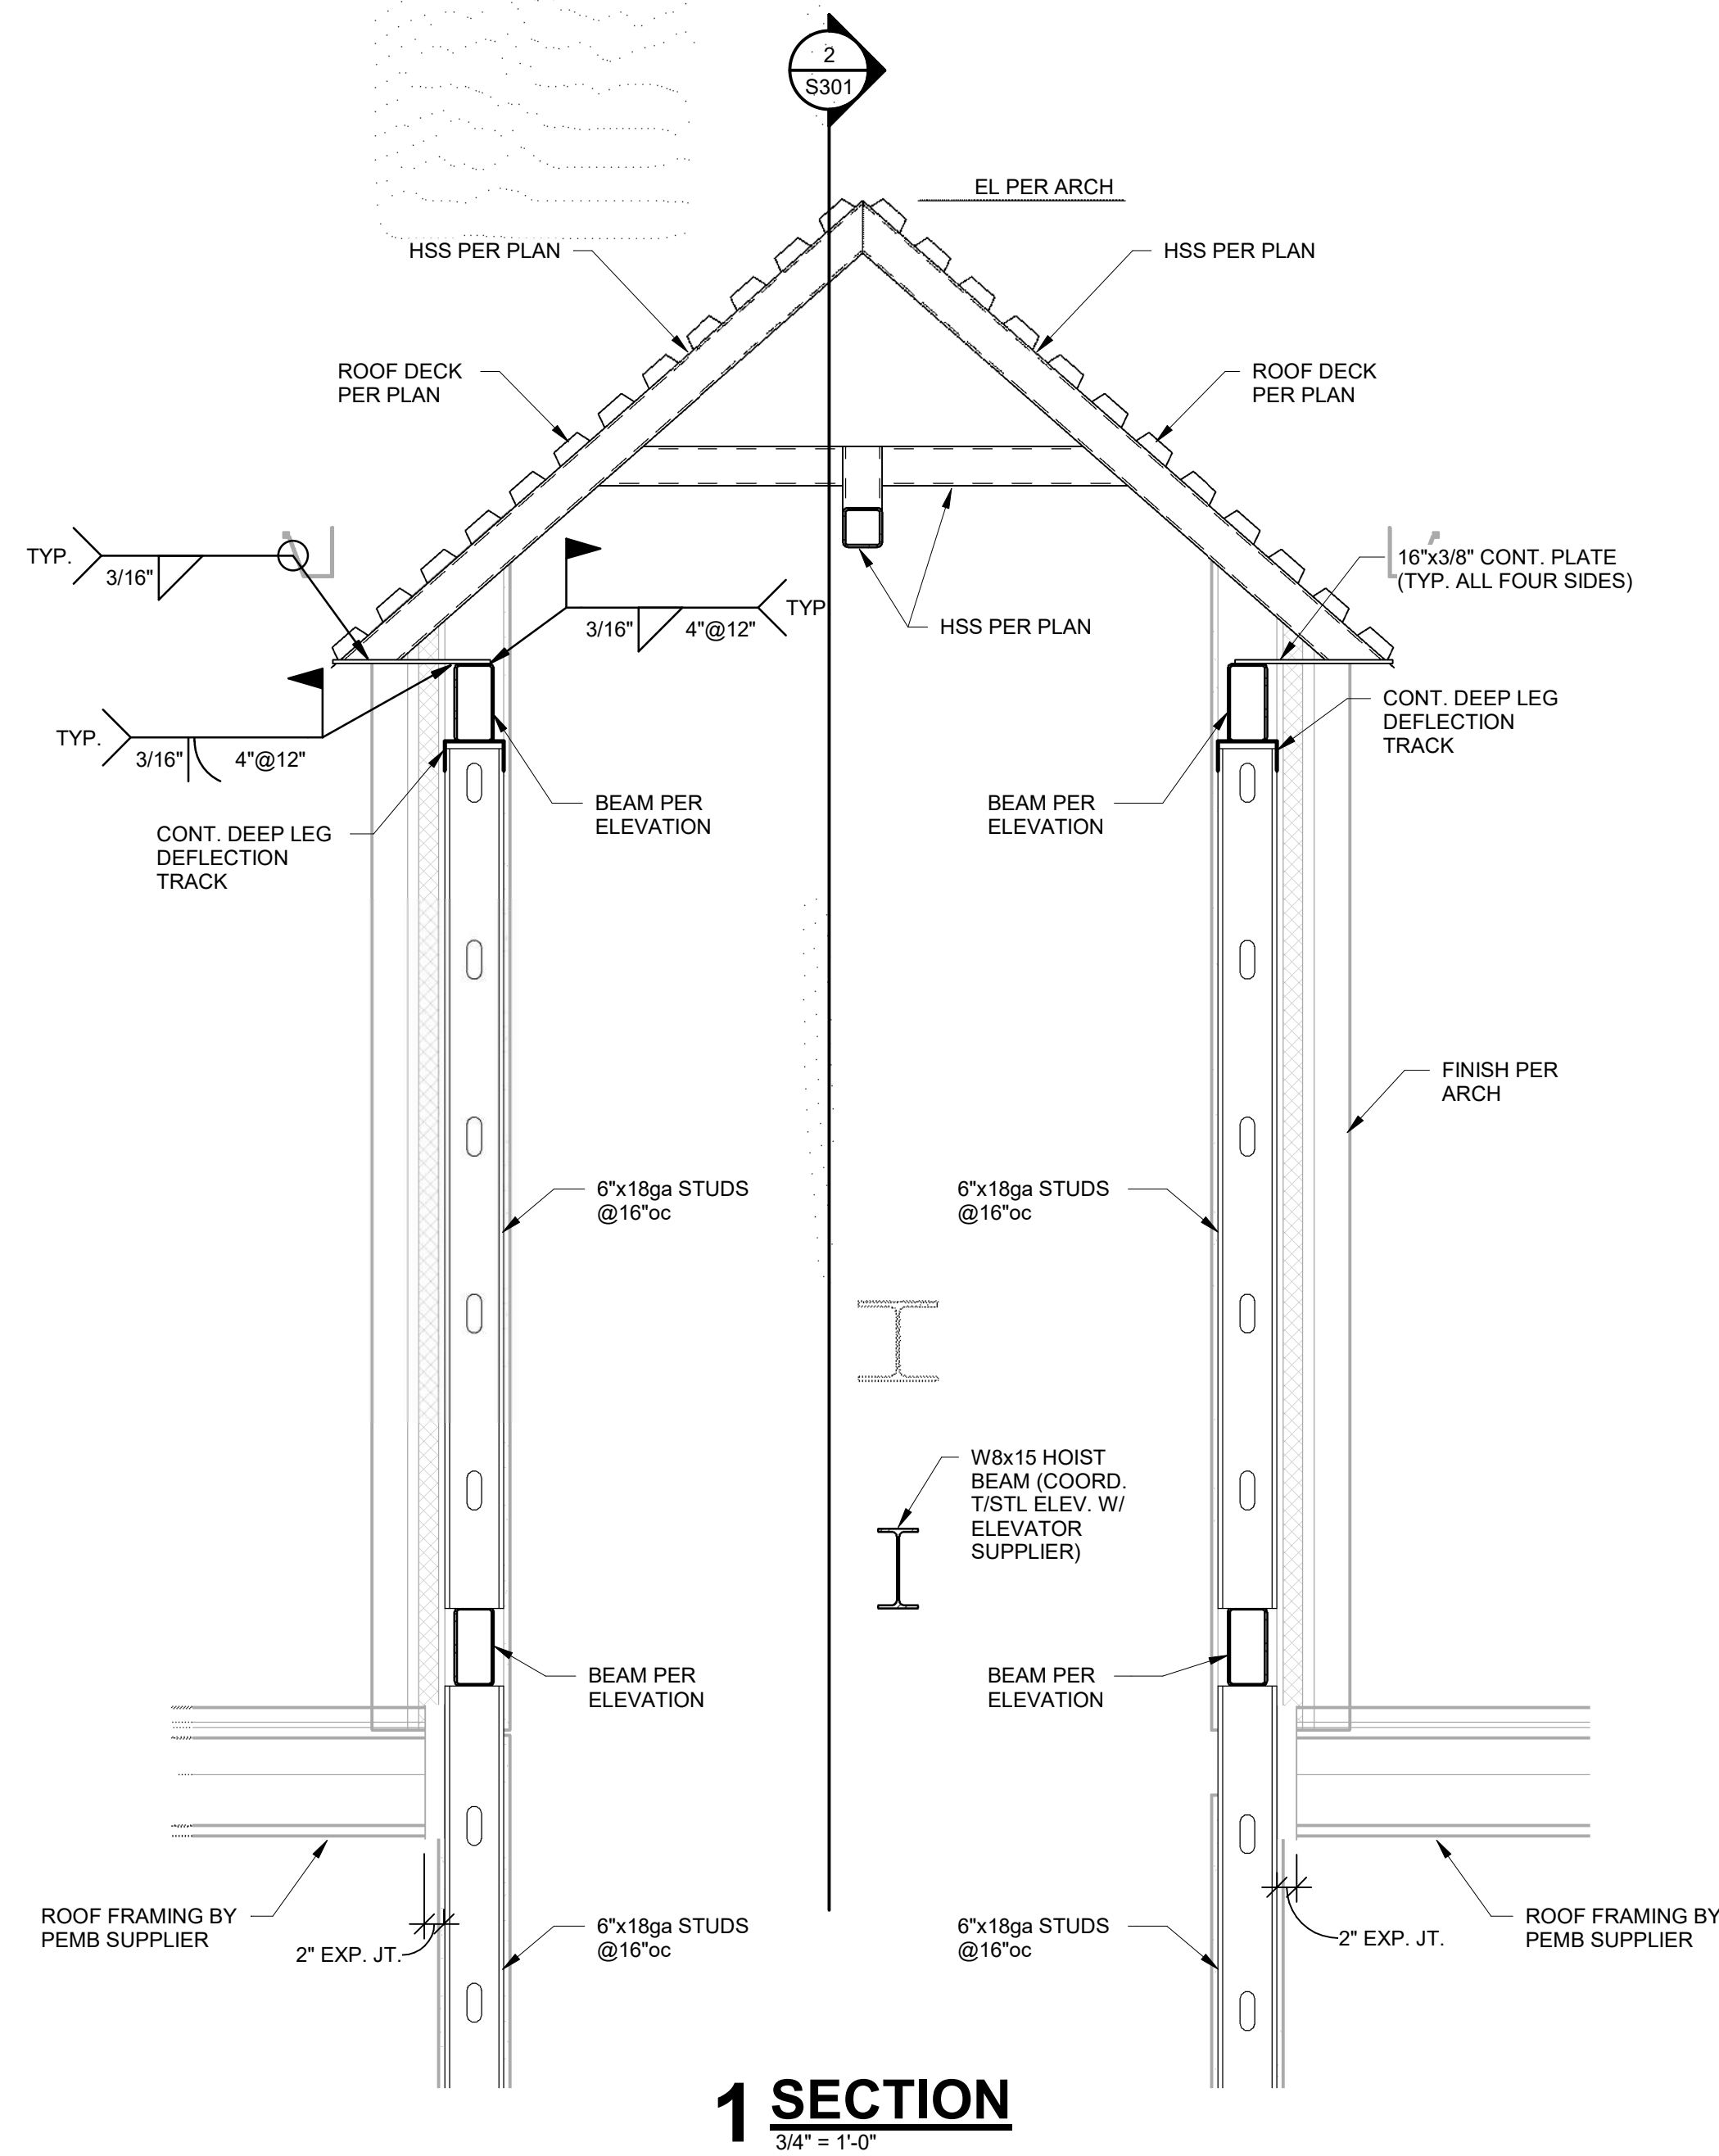 2
S301
EL PER ARCH
HSS PER PLAN
HSS PER PLAN
ROOF DECK
PER PLAN
ROOF DECK
PER PLAN
TYP.
3/16"
3/16"
4"@12"
TYP
16"x3/8" CONT. PLATE
(TYP. ALL FOUR SIDES)
HSS PER PLAN
TYP.
3/16"
4"@12"
CONT. DEEP LEG
DEFLECTION
TRACK
BEAM PER
ELEVATION
BEAM PER
ELEVATION
CONT. DEEP LEG
DEFLECTION
TRACK
FINISH PER
ARCH
6"x18ga STUDS
@16"oc
6"x18ga STUDS
@16"oc
W8x15 HOIST
BEAM (COORD.
T/STL ELEV. W/
ELEVATOR
SUPPLIER)
BEAM PER
ELEVATION
BEAM PER
ELEVATION
ROOF FRAMING BY
PEMB SUPPLIER
2" EXP. JT.
6"x18ga STUDS
@16"oc
6"x18ga STUDS
@16"oc
2" EXP. JT.
ROOF FRAMING BY
PEMB SUPPLIER
1 SECTION
3/4" = 1'-0"